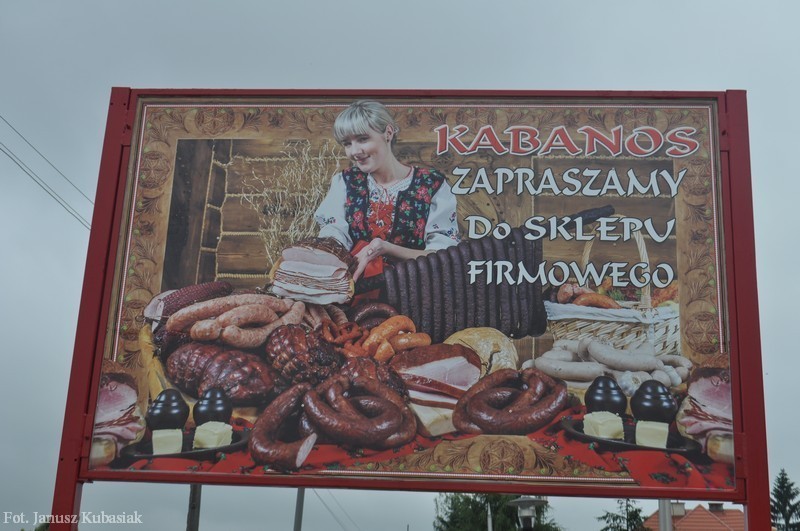 KABANOS
ZAPRASZAMY
Do SKLEPU
FIRMOWEGO
Fot. Janusz Kubasiak